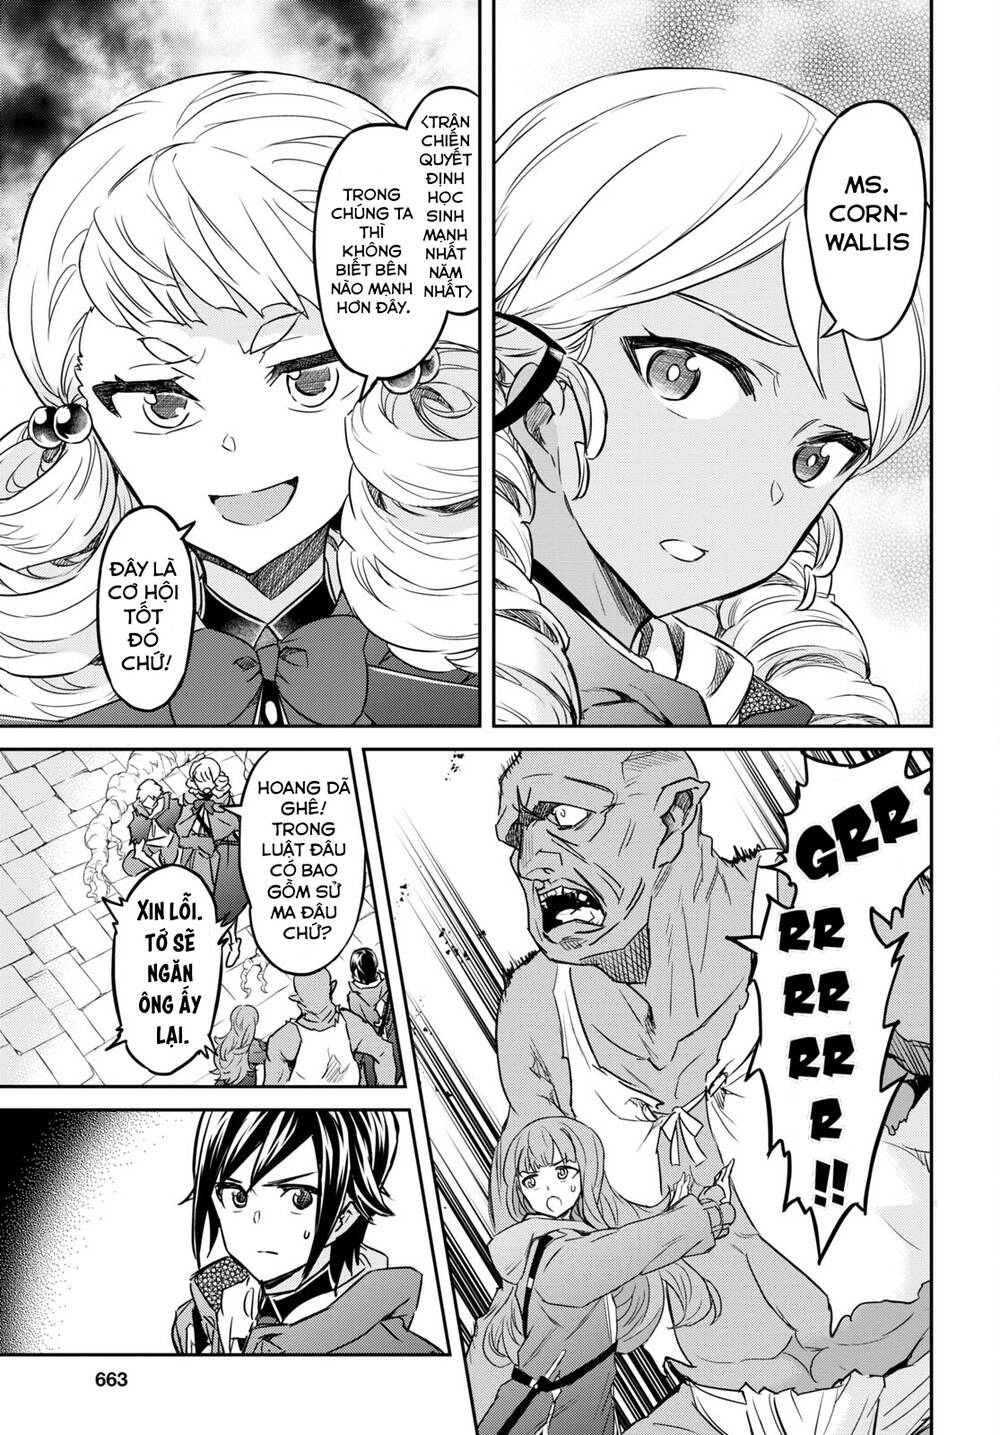 MS.
CORN-
WALLIS
<TRẬN
CHIẾN
QUYẾT
ĐỊNH
HỌC
SINH
MẠNH
NHẤT
NĂM
NHẤT>
TRONG
CHÚNG TA
THÌ
KHÔNG
BIẾT BÊN
NÀO MẠNH
HƠN ĐÂY.
ĐÂY LÀ
CƠ HỘI
TỐT
ĐÓ
CHỨ!
GRR
RR
RR
RR
R
!!
HOANG DÃ
GHÊ!
TRONG
LUẬT ĐÂU
CÓ BAO
GỒM SỬ
MA ĐÂU
CHỨ?
XIN LỖI.
TỚ SẼ
NGĂN
ÔNG ẤY
LẠI.
663